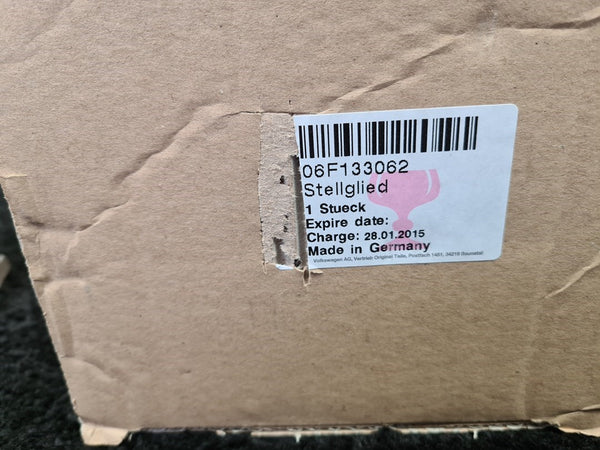 06F133062
Stellglied
1 Stueck
Expire date:
Charge: 28.01.2015
Made in Germany
Volkswagen AG, Vertrieb Original Teile, Postfach 1451, 34219 Baunatal